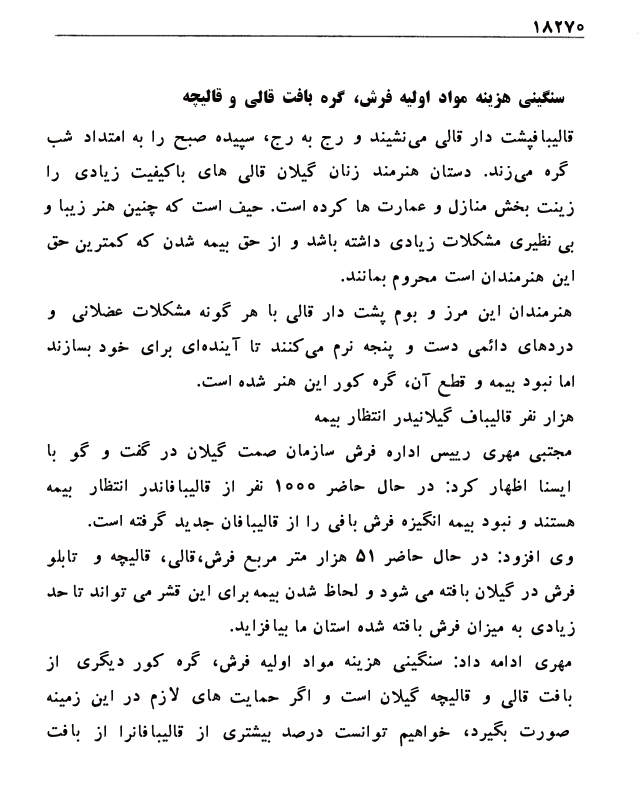 ۱۸۲۷۰
سنگینی هزینه مواد اولیه فرش، گره بافت قالی و قالیچه
قالیبافپشت دار قالی می‌نشیند و رج به رج، سپیده صبح را به امتداد شب
گره می‌زند. دستان هنرمند زنان گیلان قالی های باکیفیت زیادی را
زینت بخش منازل و عمارت ها کرده است. حیف است که چنین هنر زیبا و
بی نظیری مشکلات زیادی داشته باشد و از حق بیمه شدن که کمترین حق
این هنرمندان است محروم بمانند.
هنرمندان این مرز و بوم پشت دار قالی با هر گونه مشکلات عضلانی و
دردهای دائمی دست و پنجه نرم می‌کنند تا آینده‌ای برای خود بسازند
اما نبود بیمه و قطع آن، گره کور این هنر شده است.
هزار نفر قالیباف گیلانیدر انتظار بیمه
مجتبی مهری رییس اداره فرش سازمان صمت گیلان در گفت و گو با
ایسنا اظهار کرد: در حال حاضر ۱۰۰۰ نفر از قالیبافاندر انتظار بیمه
هستند و نبود بیمه انگیزه فرش بافی را از قالیبافان جدید گرفته است.
وی افزود: در حال حاضر ۵۱ هزار متر مربع فرش،قالی، قالیچه و تابلو
فرش در گیلان بافته می شود و لحاظ شدن بیمه برای این قشر می تواند تا حد
زیادی به میزان فرش بافته شده استان ما بیافزاید.
مهری ادامه داد: سنگینی هزینه مواد اولیه فرش، گره کور دیگری از
بافت قالی و قالیچه گیلان است و اگر حمایت های لازم در این زمینه
صورت بگیرد، خواهیم توانست درصد بیشتری از قالیبافانرا از بافت